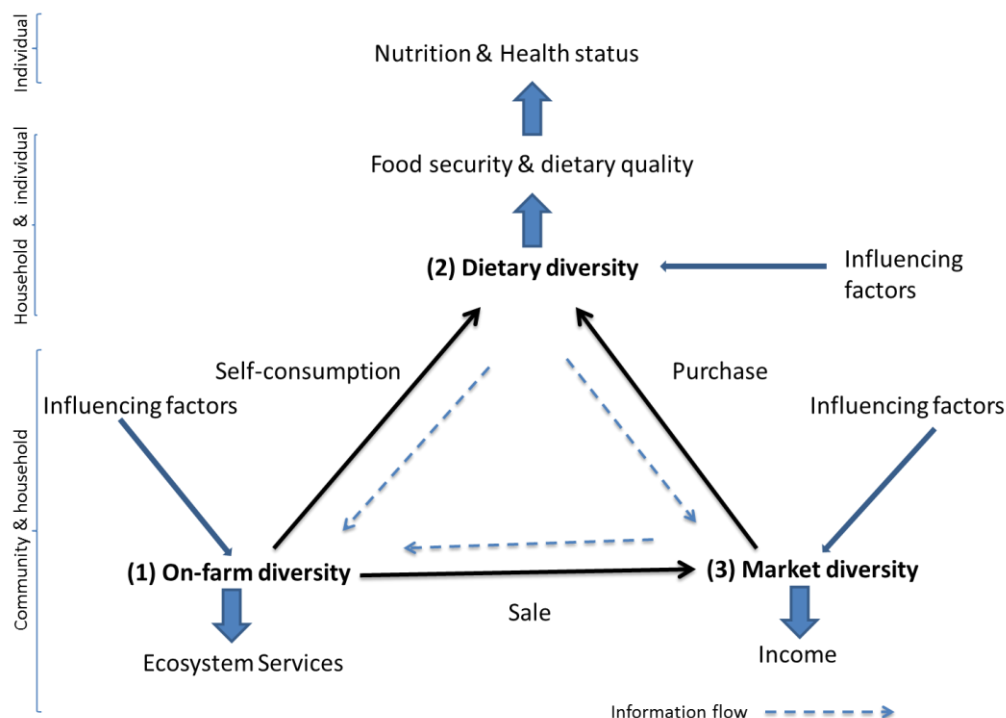 Individual
Nutrition & Health status
Household & individual
Food security & dietary quality
(2) Dietary diversity
Influencing
factors
Community & household
Self-consumption
Purchase
Influencing factors
Influencing factors
(1) On-farm diversity
(3) Market diversity
Sale
Ecosystem Services
Income
Information flow